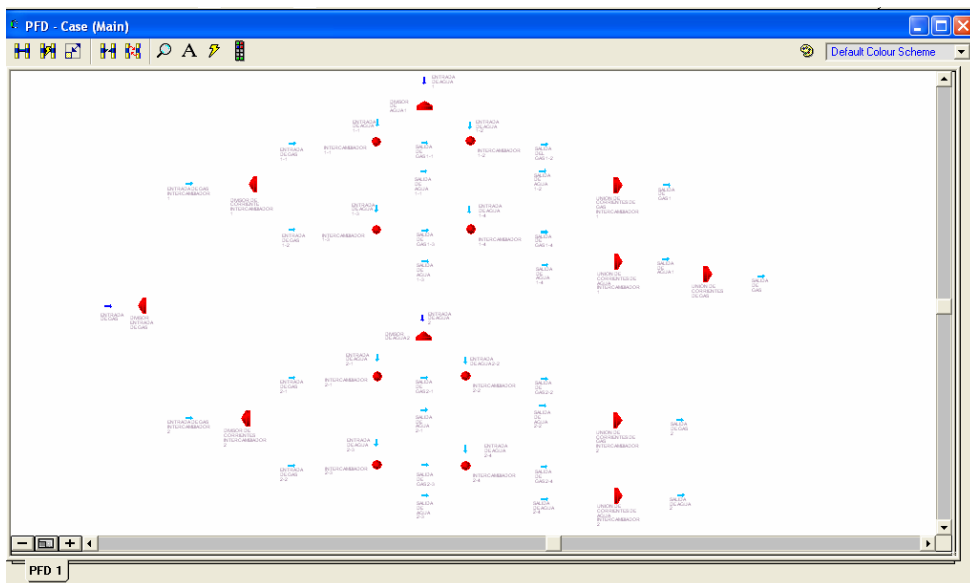 PFD - Case (Main)
A
Default Colour Scheme
ENTRADA
DE AGUA
1
DIVISOR
DE
AGUA 1
ENTRADA
DE AGUA
1-1
ENTRADA
DE AGUA
1-2
ENTRADA
DE GAS
1-1
INTERCAMBIADOR
1-1
SALIDA
DE
GAS 1-1
INTERCAMBIADOR
1-2
SALIDA
DEL
GAS 1-2
SALIDA
DE
AGUA
1-1
SALIDA
DE
AGUA
1-2
ENTRADA DE GAS
INTERCAMBIADOR
1
DIVISOR DE
CORRIENTE
INTERCAMBIADOR
1
UNION DE
CORRIENTES DE
GAS
INTERCAMBIADOR
1
SALIDA
DE
GAS 1
ENTRADA
DE AGUA
1-3
ENTRADA
DE AGUA
1-4
ENTRADA
DE GAS
1-2
INTERCAMBIADOR
1-3
SALIDA
DE
GAS 1-3
INTERCAMBIADOR
1-4
SALIDA
DE
GAS 1-4
SALIDA
DE
AGUA
1-3
SALIDA
DE
AGUA
1-4
UNION DE
CORRIENTES DE
AGUA
INTERCAMBIADOR
1
SALIDA
DE
AGUA 1
UNION DE
CORRIENTES
DE GAS
SALIDA
DE
GAS
ENTRADA
DE GAS
DIVISOR
ENTRADA
DE GAS
ENTRADA
DE AGUA
2
DIVISOR
DE AGUA 2
ENTRADA
DE AGUA
2-1
ENTRADA
DE AGUA 2-2
ENTRADA
DE GAS
2-1
INTERCAMBIADOR
2-1
SALIDA
DE
GAS 2-1
INTERCAMBIADOR
2-2
SALIDA
DE
GAS 2-2
SALIDA
DE
AGUA
2-1
SALIDA
DE
AGUA
2-2
ENTRADA DE GAS
INTERCAMBIADOR
2
DIVISOR DE
CORRIENTES
INTERCAMBIADOR
2
UNION DE
CORRIENTES DE
GAS
INTERCAMBIADOR
2
SALIDA
DE GAS
2
ENTRADA
DE AGUA
2-3
ENTRADA
DE AGUA
2-4
ENTRADA
DE GAS
2-2
INTERCAMBIADOR
2-3
SALIDA
DE
GAS 2-3
INTERCAMBIADOR
2-4
SALIDA
DE
GAS 2-4
SALIDA
DE
AGUA
2-3
SALIDA
DE
AGUA
2-4
UNION DE
CORRIENTES DE
AGUA
INTERCAMBIADOR 2
SALIDA
DE AGUA
2
PFD 1